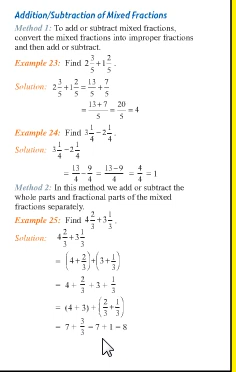 Addition/Subtraction of Mixed Fractions
Method 1: To add or subtract mixed fractions,
convert the mixed fractions into improper fractions
and then add or subtract.
Example 23: Find 2 3/5 + 1 2/5 .
Solution: 2 3/5 + 1 2/5 = 13/5 + 7/5
= (13 + 7)/5 = 20/5 = 4
Example 24: Find 3 1/4 − 2 1/4 .
Solution: 3 1/4 − 2 1/4
= 13/4 − 9/4 = (13 − 9)/4 = 4/4 = 1
Method 2: In this method we add or subtract the
whole parts and fractional parts of the mixed
fractions separately.
Example 25: Find 4 2/3 + 3 1/3 .
Solution: 4 2/3 + 3 1/3
= (4 + 2/3) + (3 + 1/3)
= 4 + 2/3 + 3 + 1/3
= (4 + 3) + (2/3 + 1/3)
= 7 + 3/3 = 7 + 1 = 8